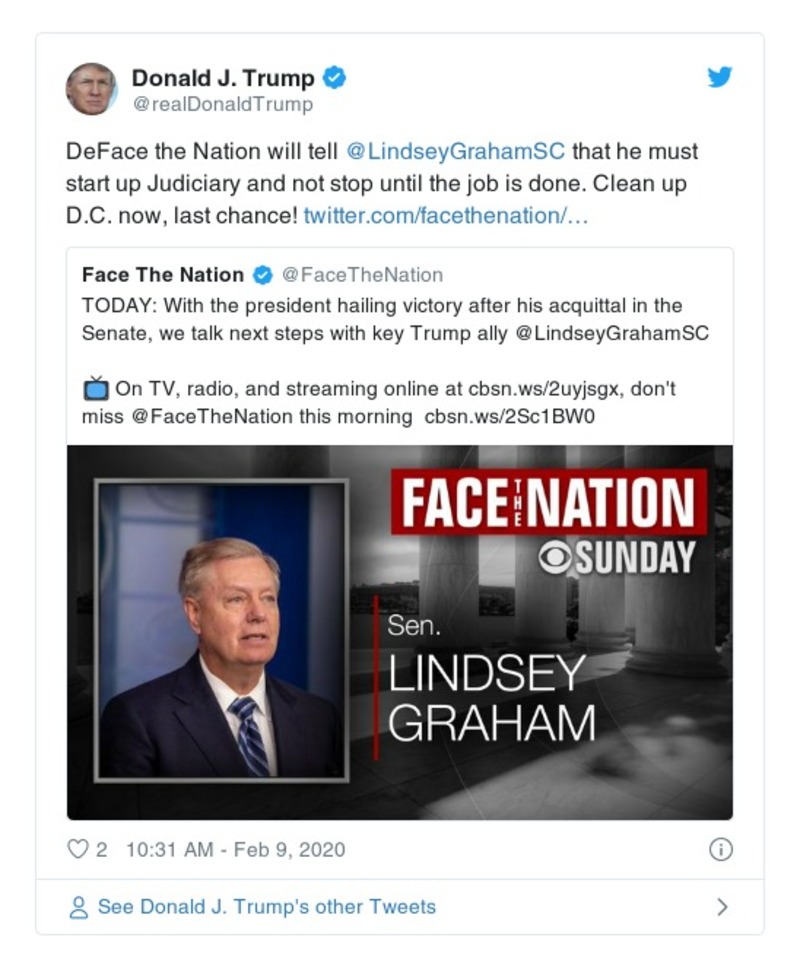 Donald J. Trump
@realDonaldTrump
DeFace the Nation will tell @LindseyGrahamSC that he must
start up Judiciary and not stop until the job is done. Clean up
D.C. now, last chance! twitter.com/facethenation/…
Face The Nation @FaceTheNation
TODAY: With the president hailing victory after his acquittal in the
Senate, we talk next steps with key Trump ally @LindseyGrahamSC
📺 On TV, radio, and streaming online at cbsn.ws/2uyjsgx, don't
miss @FaceTheNation this morning cbsn.ws/2Sc1BW0
FACE THE NATION
SUNDAY
Sen.
LINDSEY
GRAHAM
2 10:31 AM - Feb 9, 2020
See Donald J. Trump's other Tweets